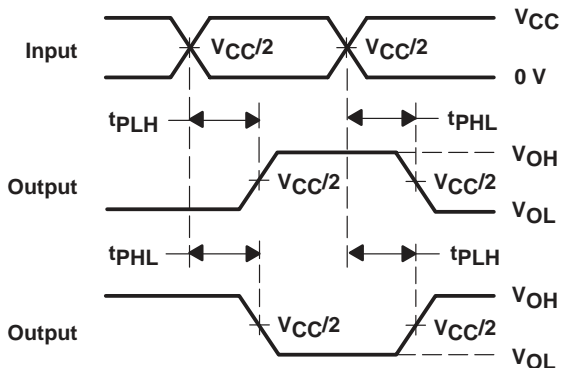 VCC
Input VCC/2 VCC/2
0 V
tPLH tPHL
VOH
Output VCC/2 VCC/2
VOL
tPHL tPLH
VOH
Output VCC/2 VCC/2
VOL